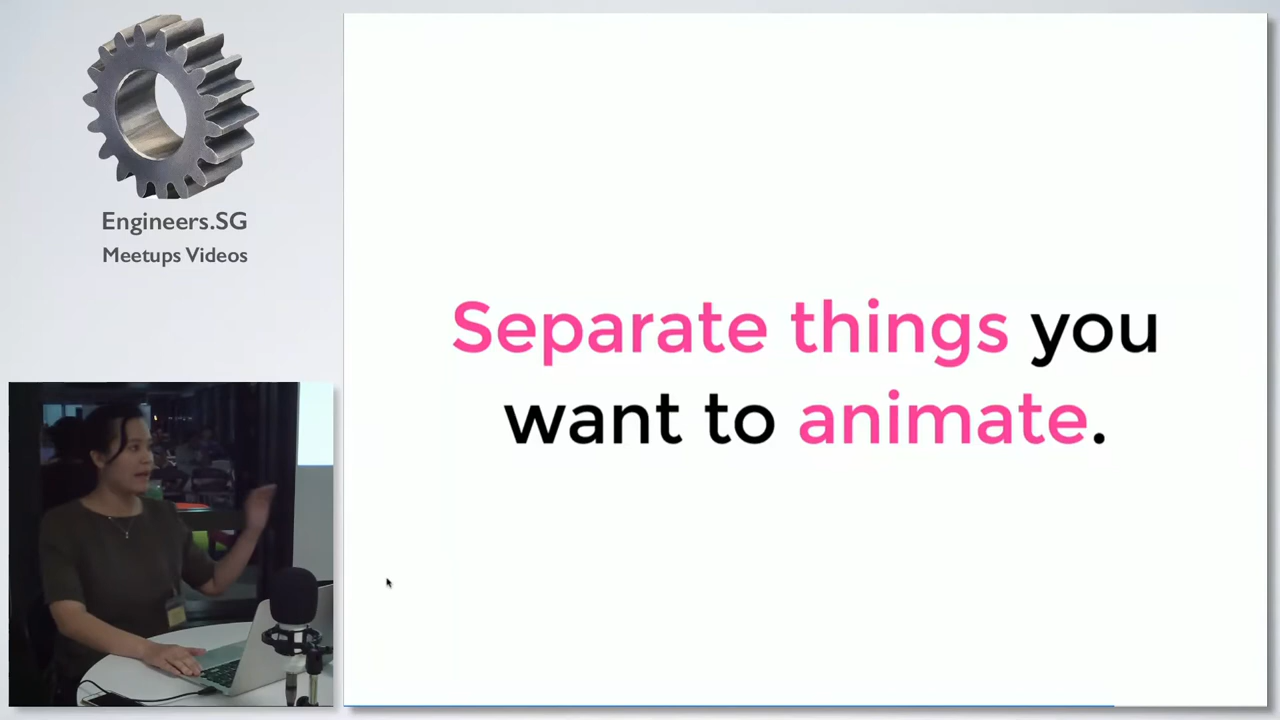 Engineers.SG
Meetups Videos
Separate things you
want to animate.